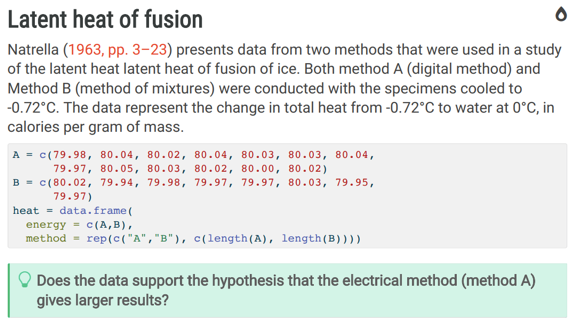 Latent heat of fusion
Natrella (1963, pp. 3–23) presents data from two methods that were used in a study
of the latent heat latent heat of fusion of ice. Both method A (digital method) and
Method B (method of mixtures) were conducted with the specimens cooled to
-0.72°C. The data represent the change in total heat from -0.72°C to water at 0°C, in
calories per gram of mass.
A = c(79.98, 80.04, 80.02, 80.04, 80.03, 80.03, 80.04,
79.97, 80.05, 80.03, 80.02, 80.00, 80.02)
B = c(80.02, 79.94, 79.98, 79.97, 79.97, 80.03, 79.95,
79.97)
heat = data.frame(
energy = c(A,B),
method = rep(c("A","B"), c(length(A), length(B))))
Does the data support the hypothesis that the electrical method (method A)
gives larger results?